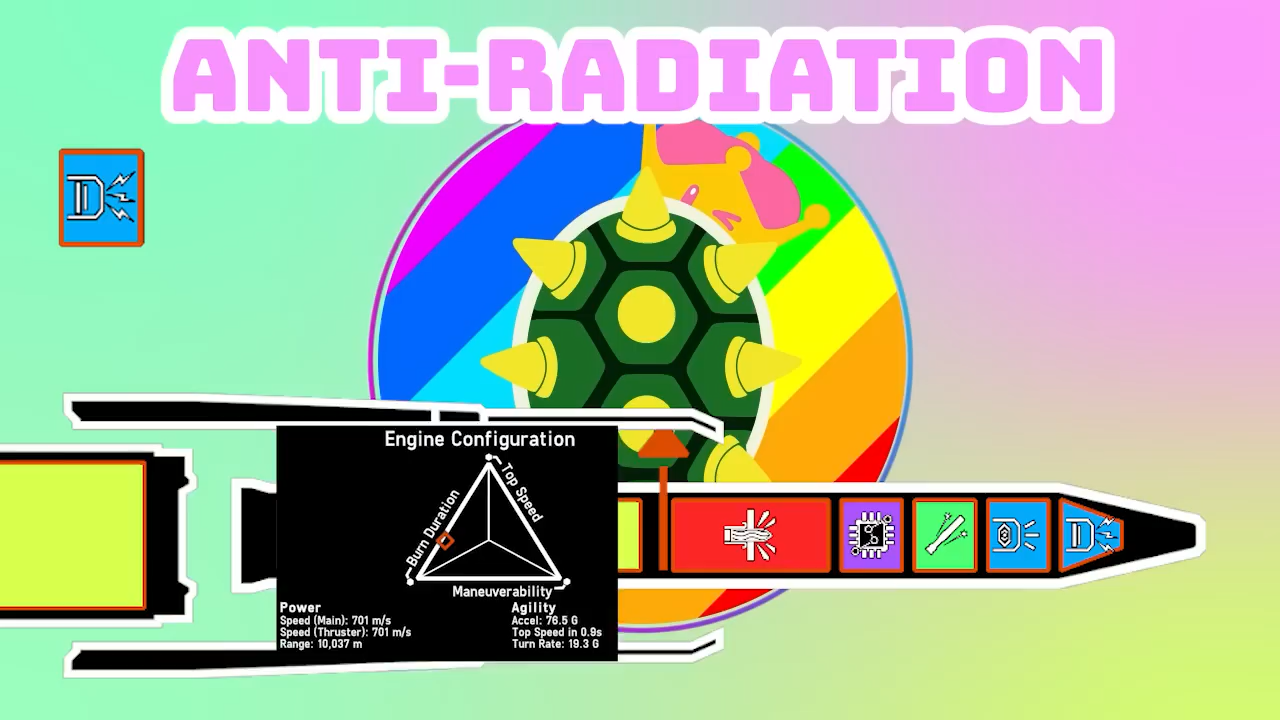 ANTI-RADIATION
Engine Configuration
Top Speed
Burn Duration
Maneuverability
Power
Speed (Main): 701 m/s
Speed (Thruster): 701 m/s
Range: 10,037 m
Agility
Accel: 76.5 G
Top Speed in 0.9s
Turn Rate: 19.3 G